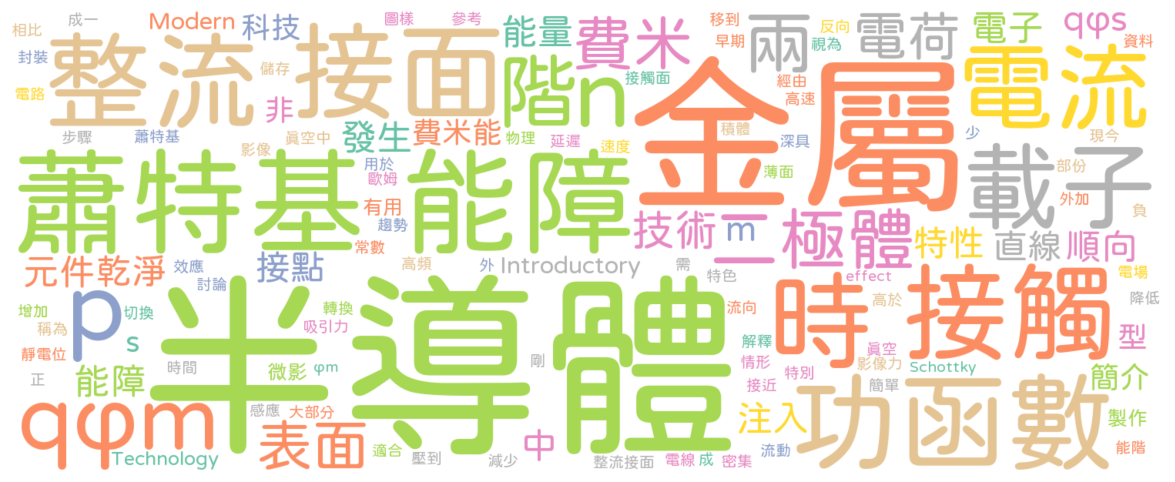 成一 Modern 科技 圖樣 參考 能量 費米 兩 移到 反向 電荷 電子 qφs
相比 整流 接面 儲存 早期 視為 資料
封裝 非 階n 接觸面 經由 高速 電流
電路 步驟 蕭特基 真空中 發生 費米能 物理 延遲 速度 積體 深具 少 現今
影像 用於 金屬 薄面 載子 部份
蕭特基 能障 歐姆 有用 趨勢 技術 m 二極體 特性 直線 順向 外加 負
元件乾淨 效應 接點 常數 高頻 外 Introductory 需 特色 effect 電場
討論 降低
增加 p 切換 轉換 吸引力 半導體 流向 高於 時 接觸 型
稱為 s 解釋
靜電位 時間 微影 φm 剛 情形 真空 影像力 Schottky
正 能障 接近 特別 簡單 簡介
qφm 感應 大部分 表面 注入 功函數 製作
Technology 適合 壓到 減少 中 整流接面 電線 成 密集 流動 能階